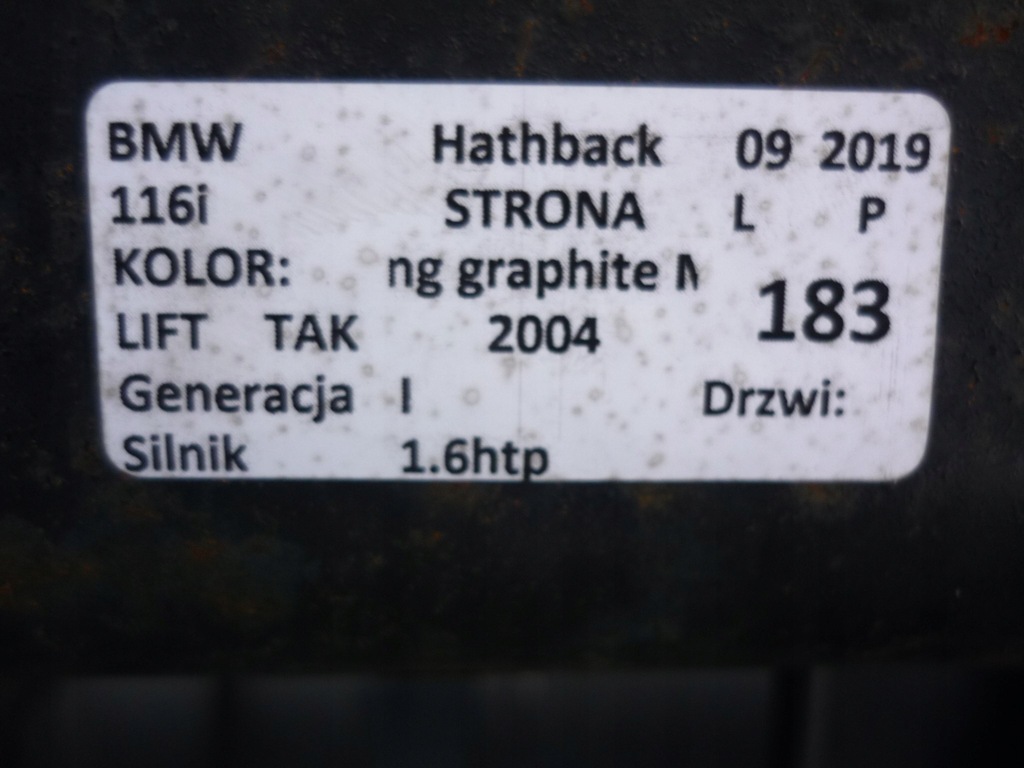 BMW Hathback 09 2019
116i STRONA L P
KOLOR: ng graphite M
LIFT TAK 2004 183
Generacja I Drzwi:
Silnik 1.6htp